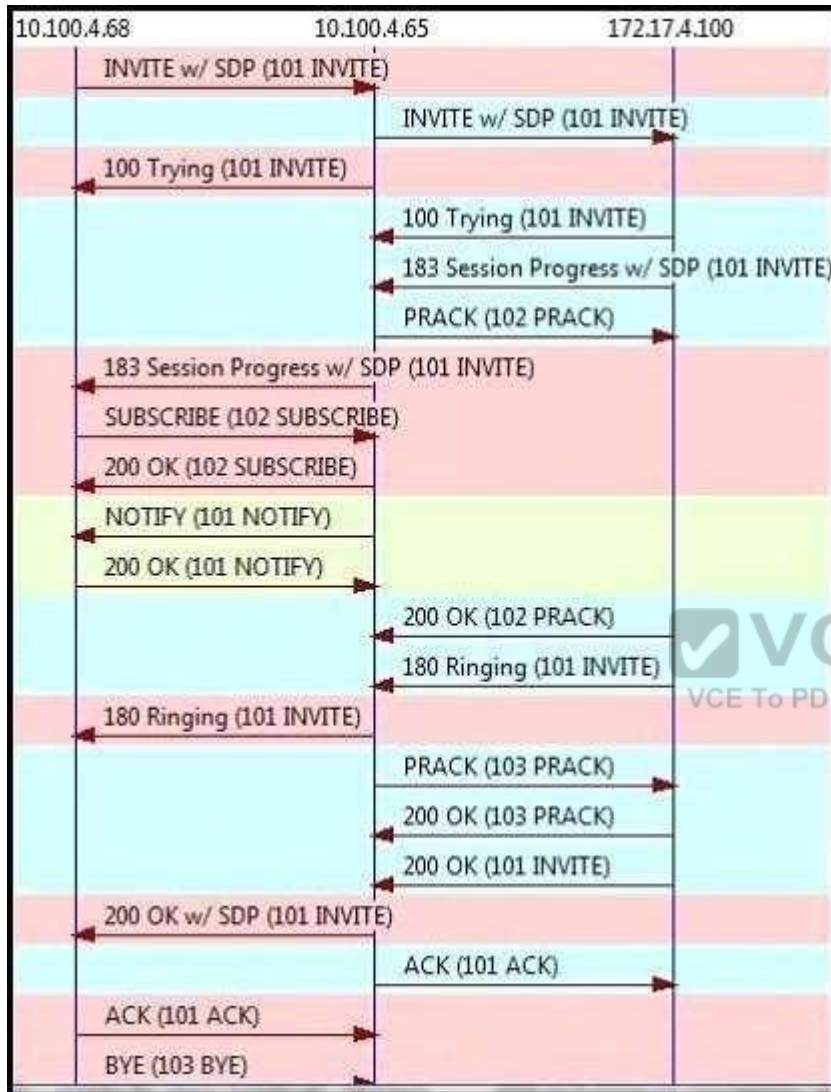 10.100.4.68 10.100.4.65 172.17.4.100
INVITE w/ SDP (101 INVITE)
INVITE w/ SDP (101 INVITE)
100 Trying (101 INVITE)
100 Trying (101 INVITE)
183 Session Progress w/ SDP (101 INVITE)
PRACK (102 PRACK)
183 Session Progress w/ SDP (101 INVITE)
SUBSCRIBE (102 SUBSCRIBE)
200 OK (102 SUBSCRIBE)
NOTIFY (101 NOTIFY)
200 OK (101 NOTIFY)
200 OK (102 PRACK)
VC
180 Ringing (101 INVITE)
VCE To PD
180 Ringing (101 INVITE)
PRACK (103 PRACK)
200 OK (103 PRACK)
200 OK (101 INVITE)
200 OK w/ SDP (101 INVITE)
ACK (101 ACK)
ACK (101 ACK)
BYE (103 BYE)